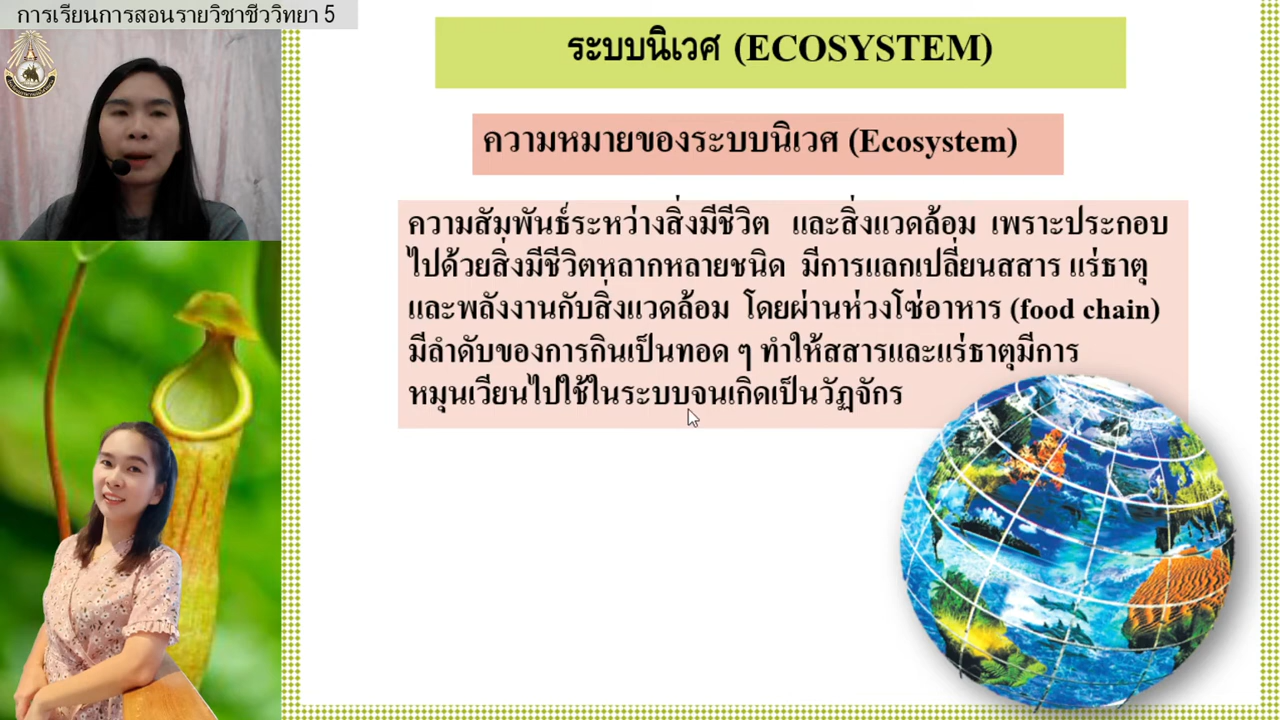 การเรียนการสอนรายวิชาชีววิทยา 5
ระบบนิเวศ (ECOSYSTEM)
ความหมายของระบบนิเวศ (Ecosystem)
ความสัมพันธ์ระหว่างสิ่งมีชีวิต และสิ่งแวดล้อม เพราะประกอบ
ไปด้วยสิ่งมีชีวิตหลากหลายชนิด มีการแลกเปลี่ยนสสาร แร่ธาตุ
และพลังงานกับสิ่งแวดล้อม โดยผ่านห่วงโซ่อาหาร (food chain)
มีลำดับของการกินเป็นทอด ๆ ทำให้สสารและแร่ธาตุมีการ
หมุนเวียนไปใช้ในระบบจนเกิดเป็นวัฏจักร